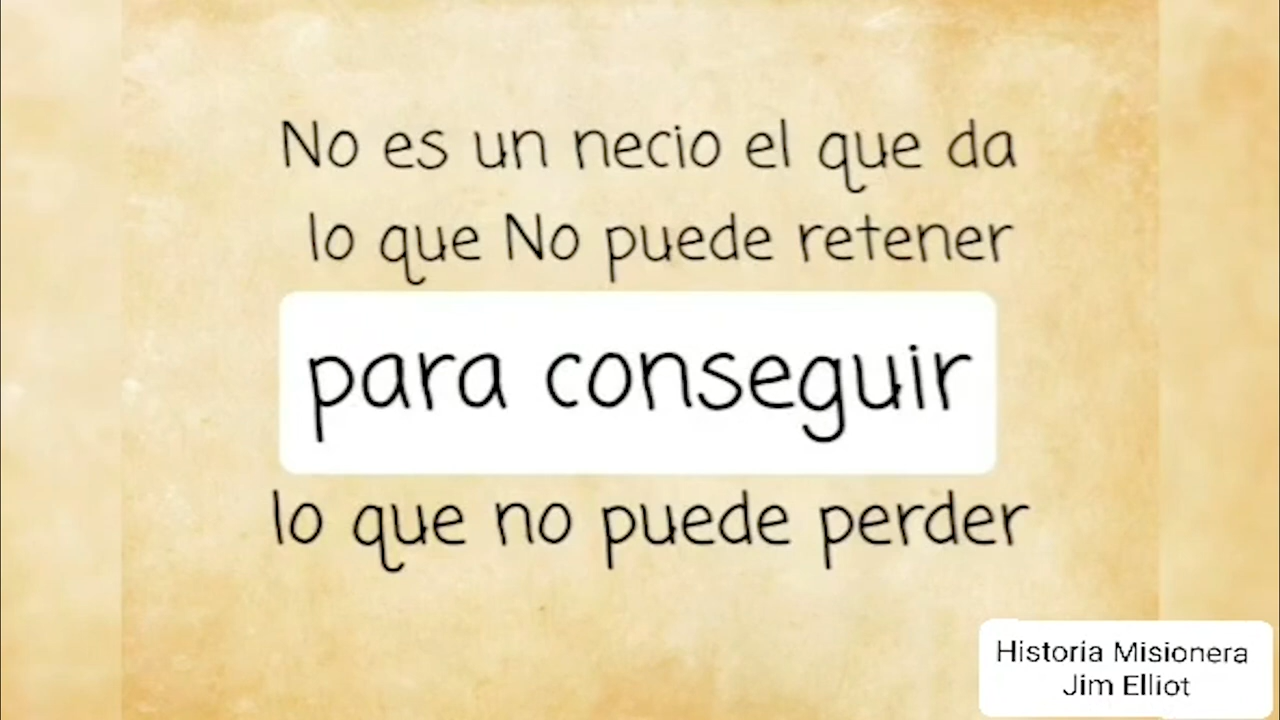 No es un necio el que da
lo que No puede retener
para conseguir
lo que no puede perder
Historia Misionera
Jim Elliot